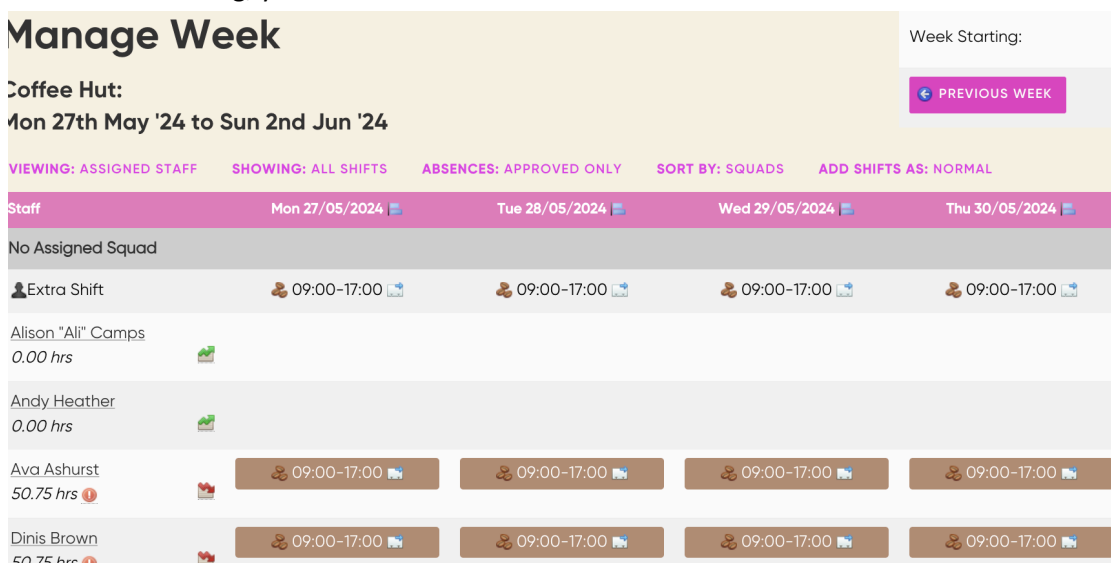 Manage Week
Week Starting:
PREVIOUS WEEK
Coffee Hut:
Mon 27th May '24 to Sun 2nd Jun '24
VIEWING: ASSIGNED STAFF SHOWING: ALL SHIFTS ABSENCES: APPROVED ONLY SORT BY: SQUADS ADD SHIFTS AS: NORMAL
Staff Mon 27/05/2024 Tue 28/05/2024 Wed 29/05/2024 Thu 30/05/2024
No Assigned Squad
Extra Shift 09:00-17:00 09:00-17:00 09:00-17:00 09:00-17:00
Alison "Ali" Camps
0.00 hrs
Andy Heather
0.00 hrs
Ava Ashurst 09:00-17:00 09:00-17:00 09:00-17:00 09:00-17:00
50.75 hrs
Dinis Brown 09:00-17:00 09:00-17:00 09:00-17:00 09:00-17:00
50.75 hrs